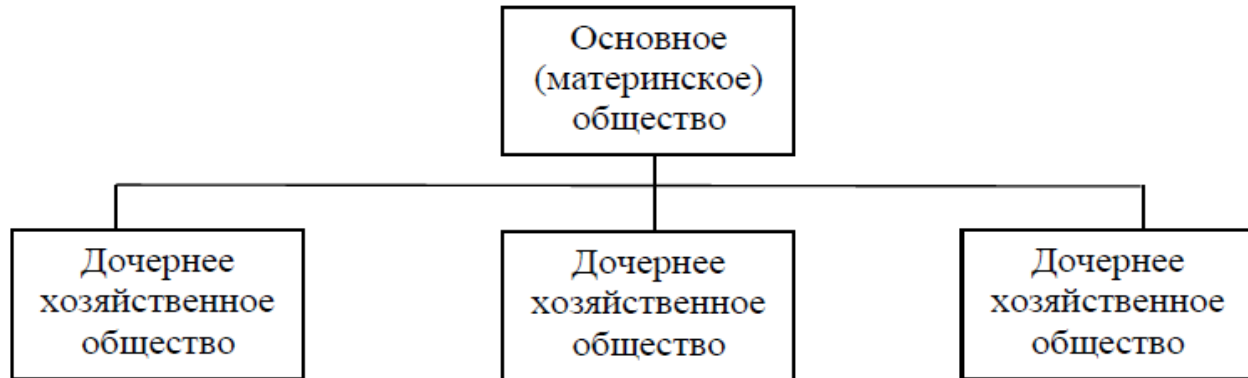 Основное
(материнское)
общество
Дочернее
хозяйственное
общество
Дочернее
хозяйственное
общество
Дочернее
хозяйственное
общество